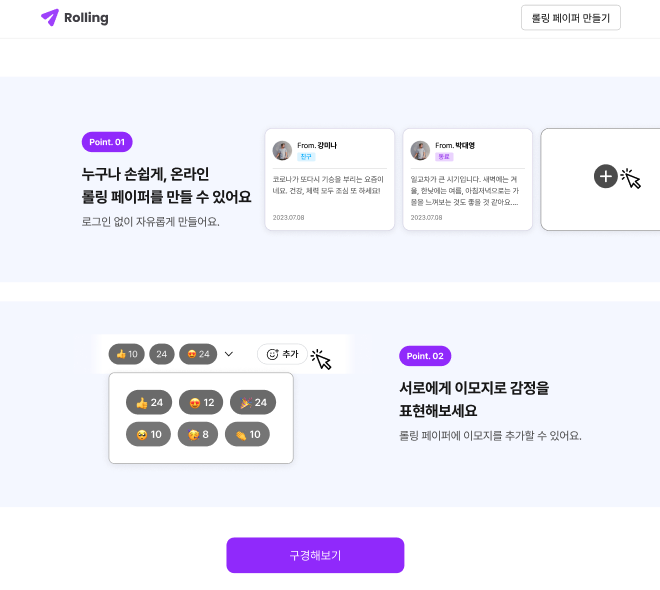 Rolling
롤링 페이퍼 만들기
Point. 01
누구나 손쉽게, 온라인
롤링 페이퍼를 만들 수 있어요
로그인 없이 자유롭게 만들어요.
From. 강미나
친구
코로나가 또다시 기승을 부리는 요즘이
네요. 건강, 체력 모두 조심 또 하세요!
2023.07.08
From. 박대영
동료
일교차가 큰 시기입니다. 새벽에는 겨
울, 한낮에는 여름, 아침저녁으로는 가
을을 느껴보는 것도 좋을 것 같아요....
2023.07.08
👍 10
24
😍 24
추가
👍 24
😍 12
🎉 24
🥺 10
🥳 8
👏 10
Point. 02
서로에게 이모지로 감정을
표현해보세요
롤링 페이퍼에 이모지를 추가할 수 있어요.
구경해보기